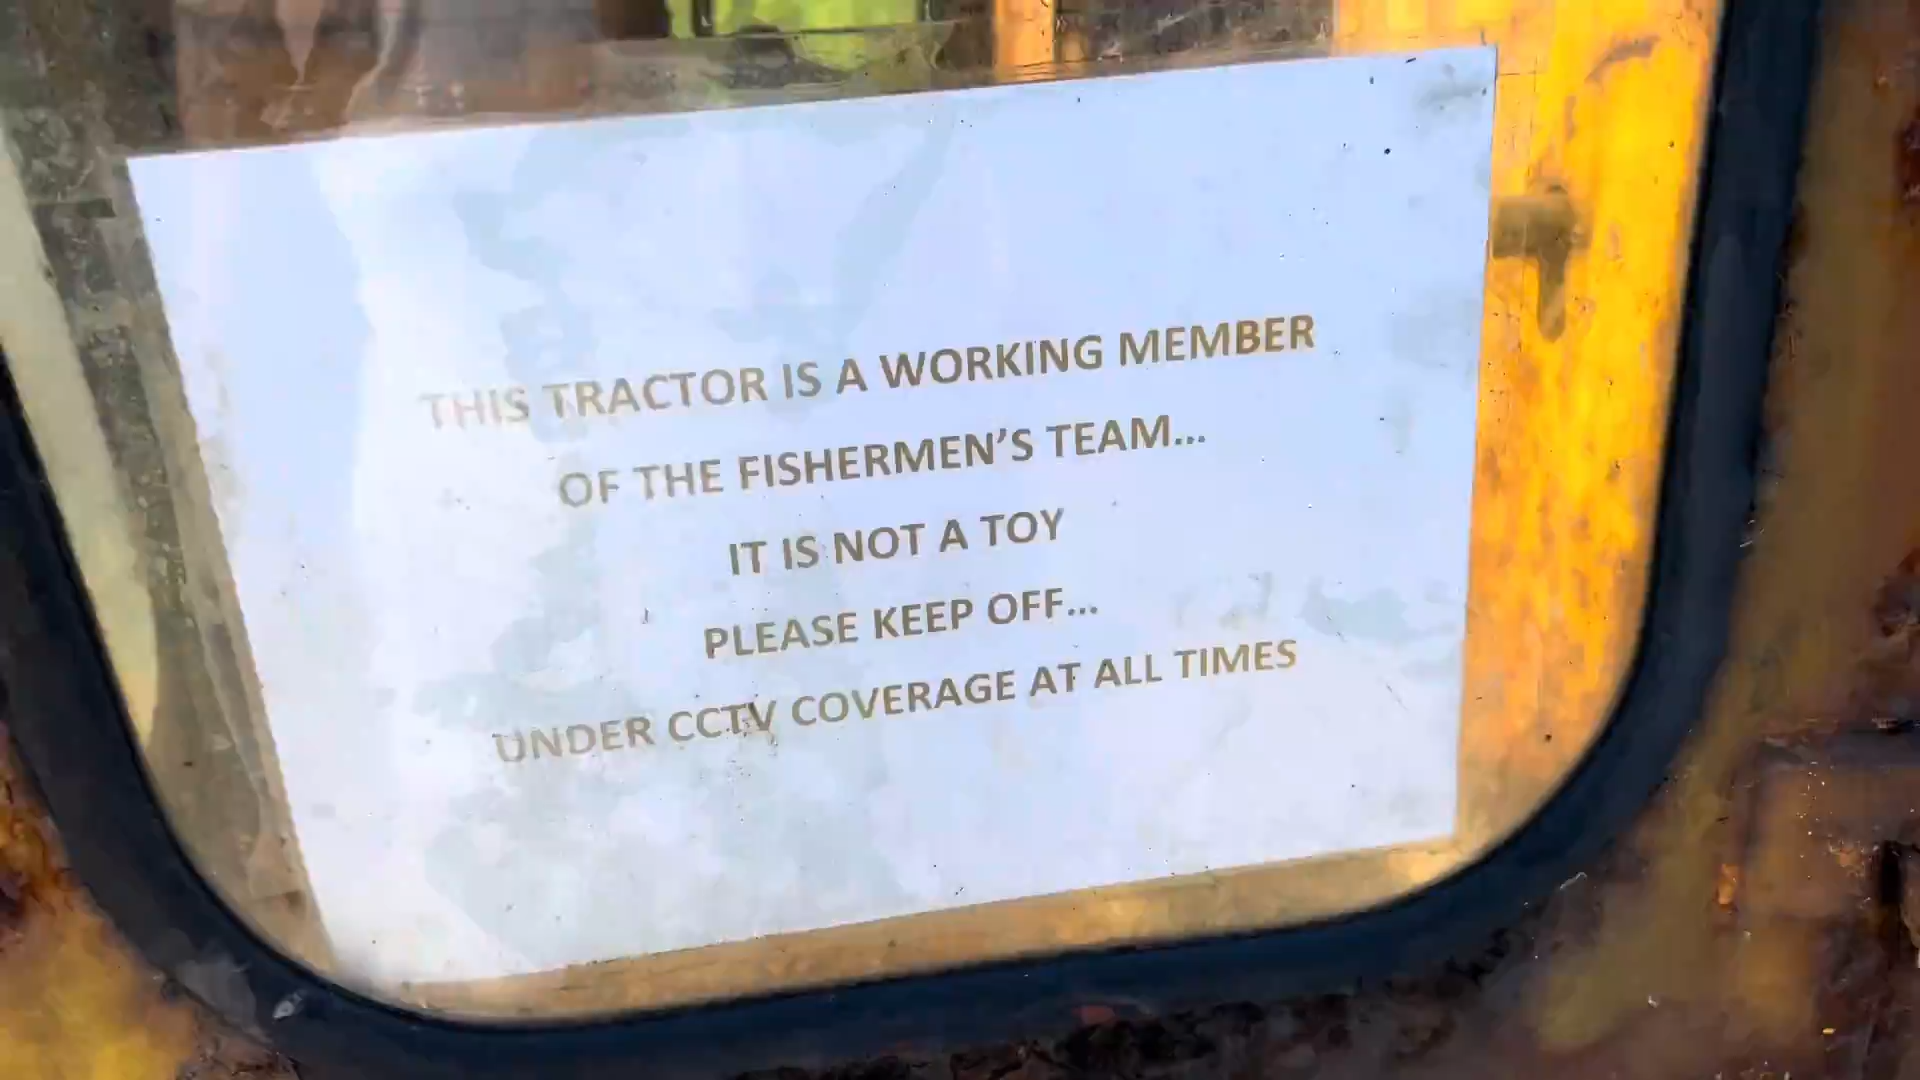 THIS TRACTOR IS A WORKING MEMBER
OF THE FISHERMEN’S TEAM...
IT IS NOT A TOY
PLEASE KEEP OFF...
UNDER CCTV COVERAGE AT ALL TIMES